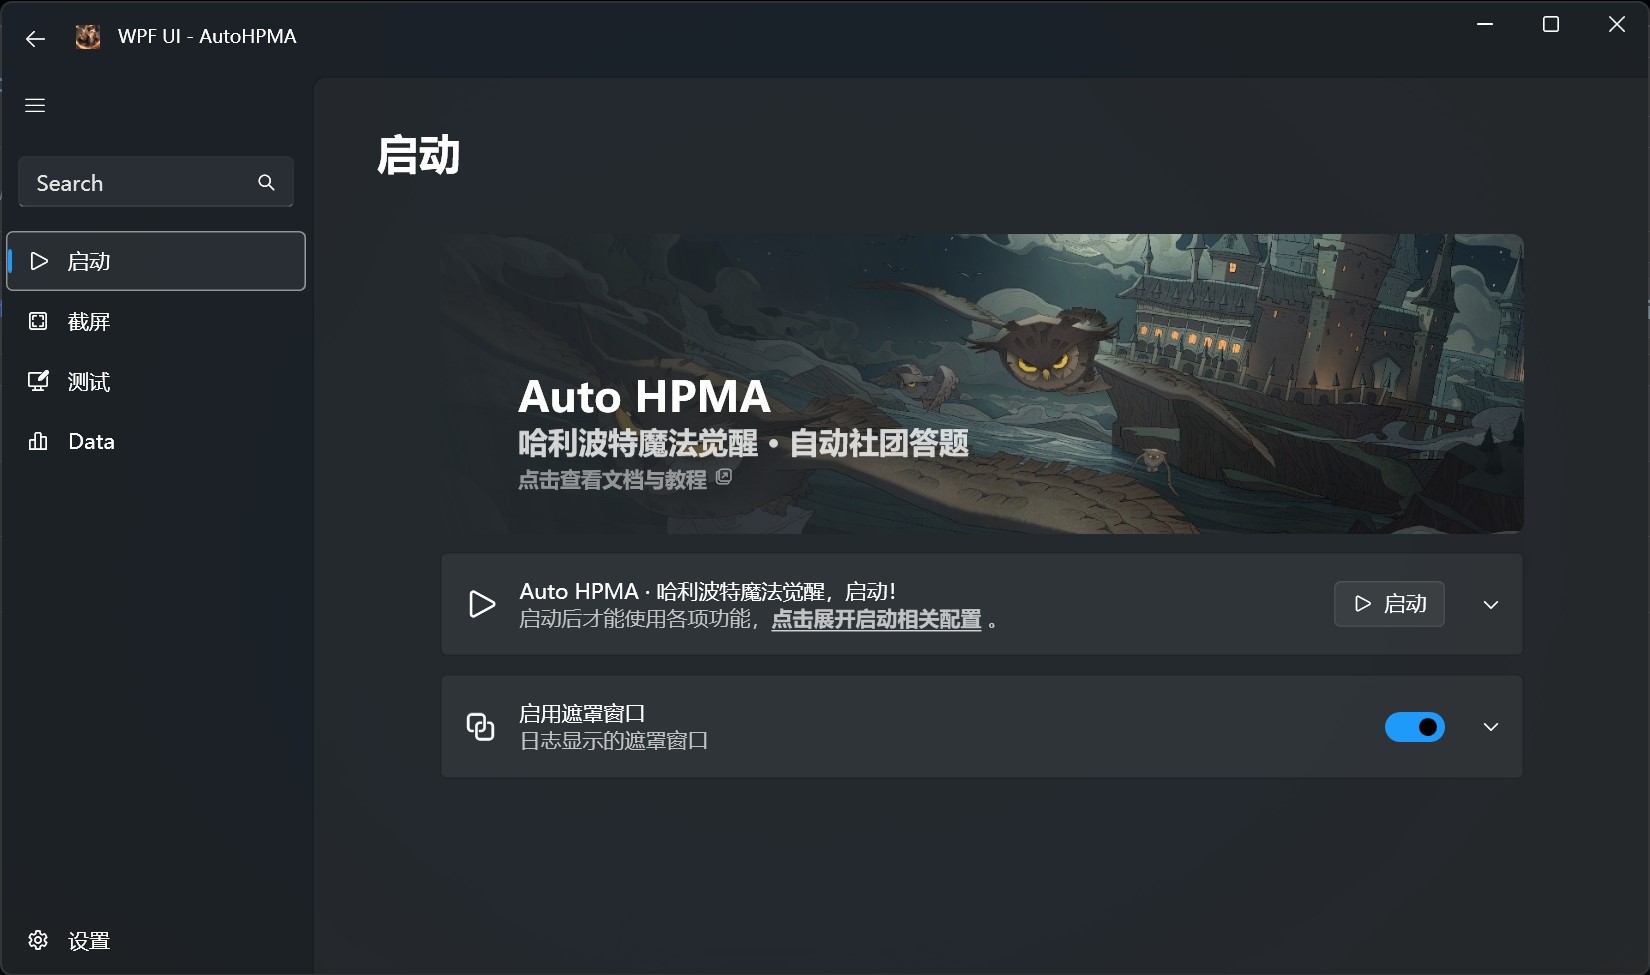 WPF UI - AutoHPMA
Search
启动
截屏
测试
Data
设置
启动
Auto HPMA
哈利波特魔法觉醒 • 自动社团答题
点击查看文档与教程
Auto HPMA · 哈利波特魔法觉醒，启动！
启动后才能使用各项功能，点击展开启动相关配置 。
启动
启用遮罩窗口
日志显示的遮罩窗口